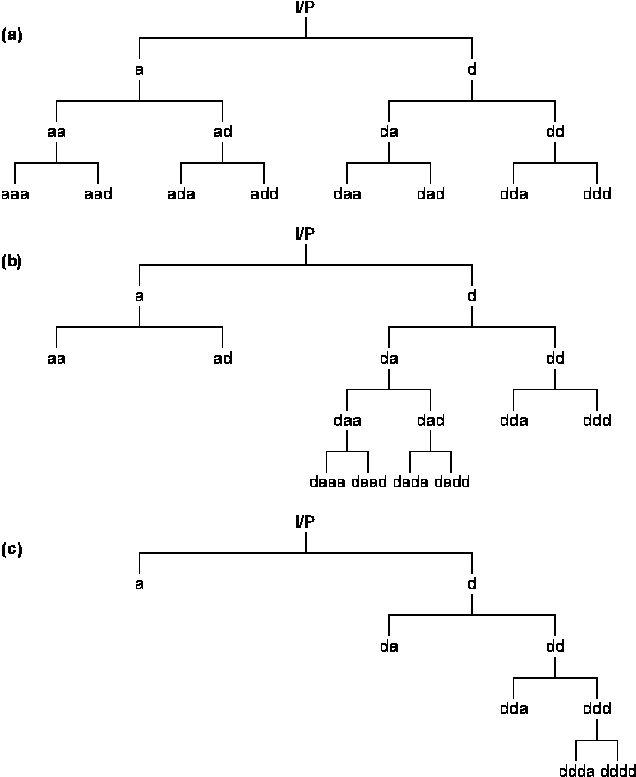 I/P
(a)
a d
aa ad da dd
aaa aad ada add daa dad dda ddd
I/P
(b)
a d
aa ad da dd
daa dad dda ddd
daaa daad dada dadd
I/P
(c)
a d
da dd
dda ddd
ddda dddd